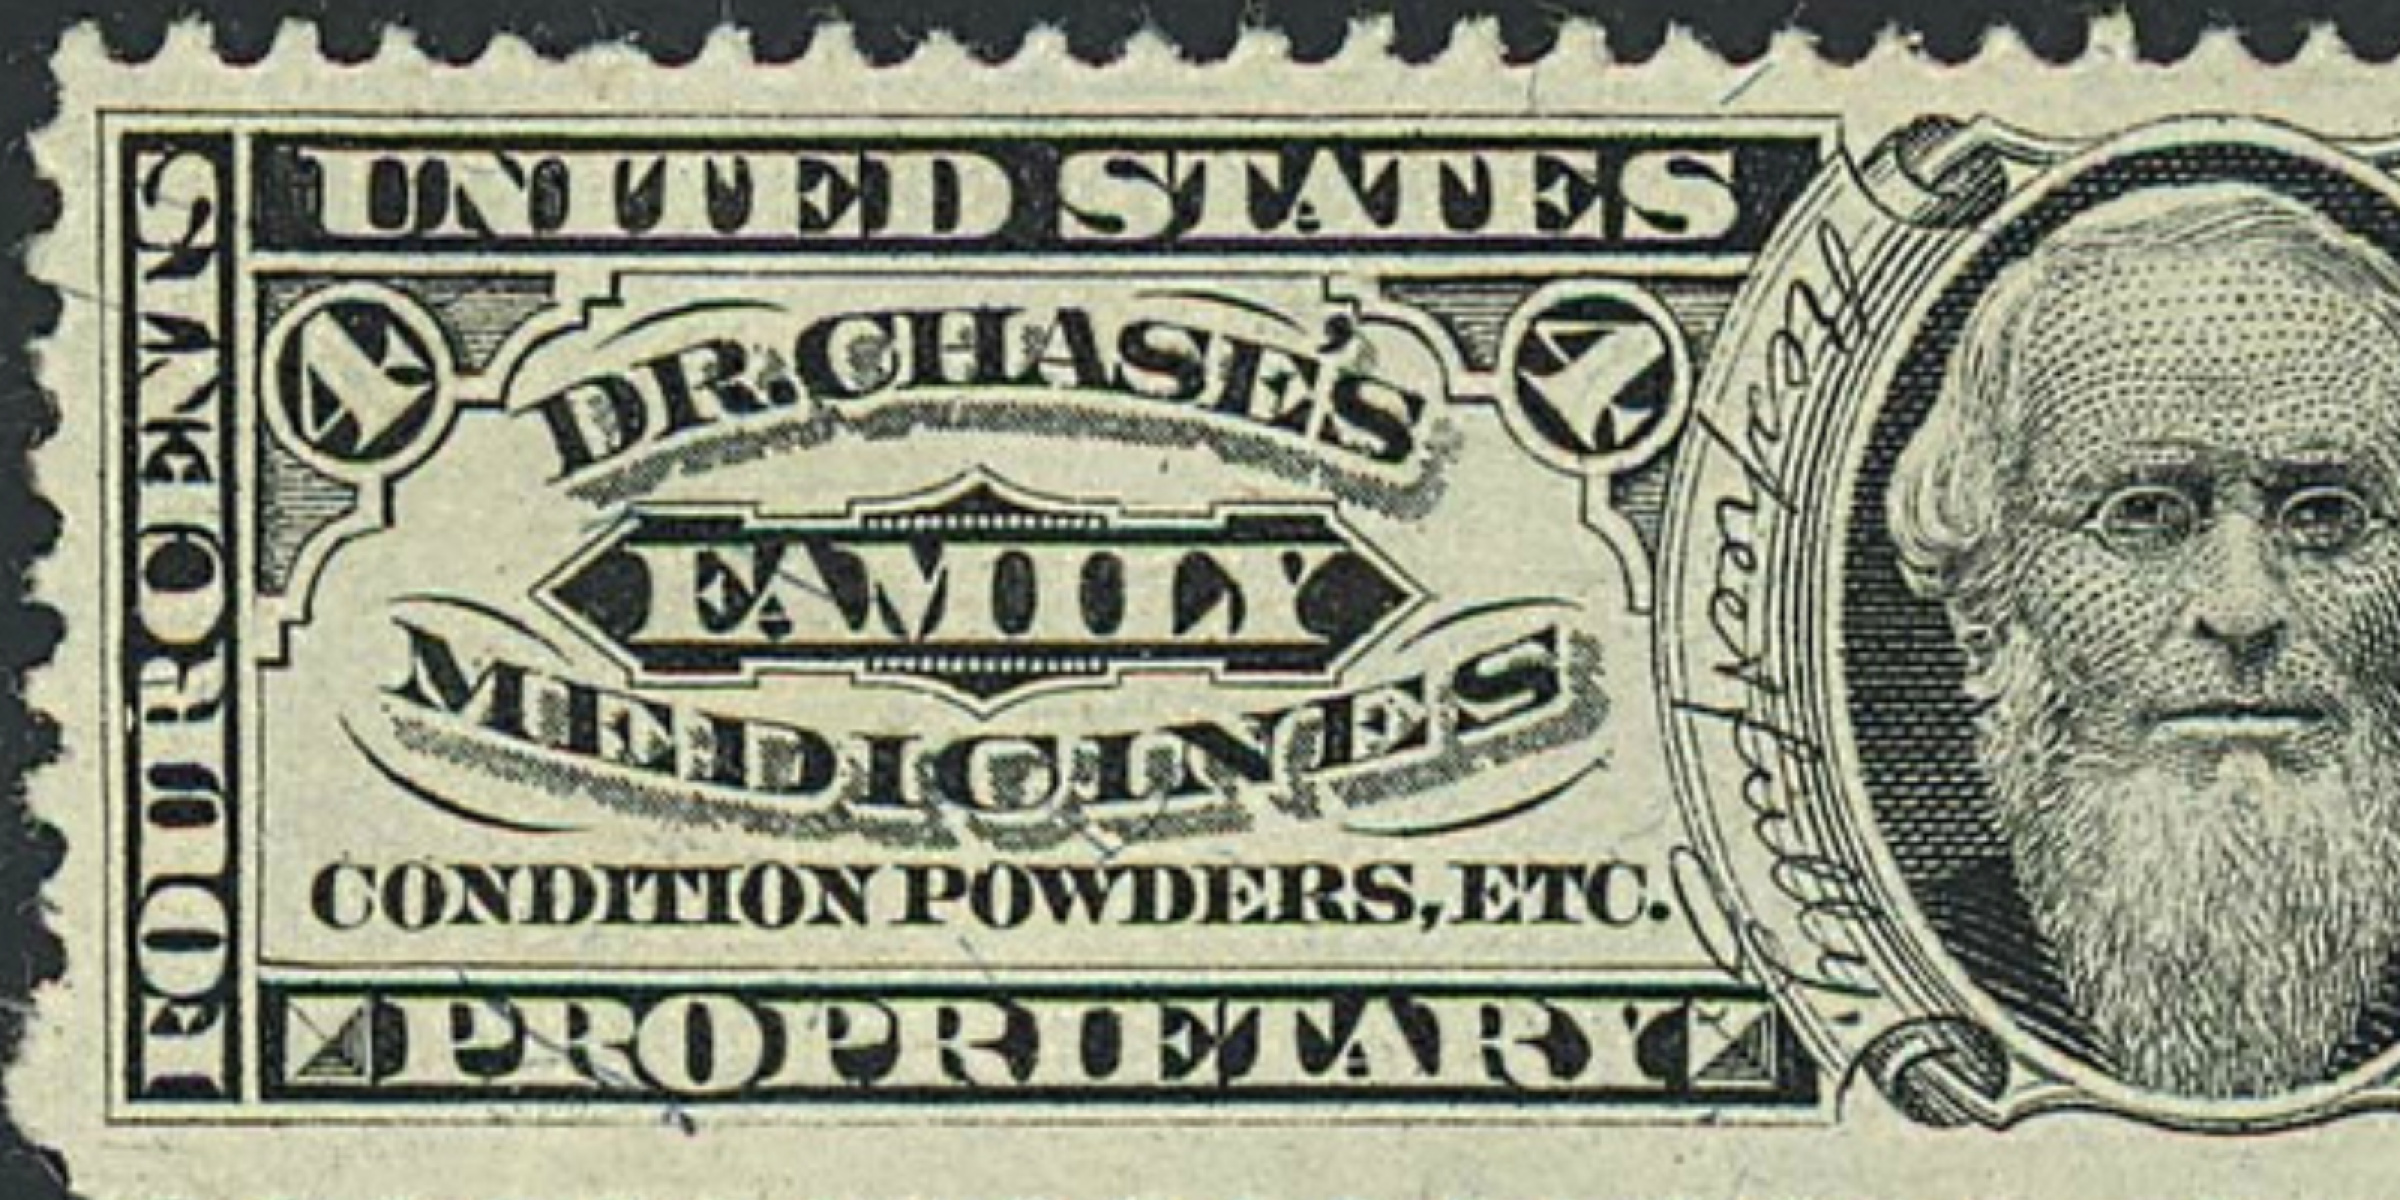 UNITED STATES
FOUR CENTS
4
4
DR. CHASE'S
FAMILY
MEDICINES
CONDITION POWDERS, ETC.
PROPRIETARY